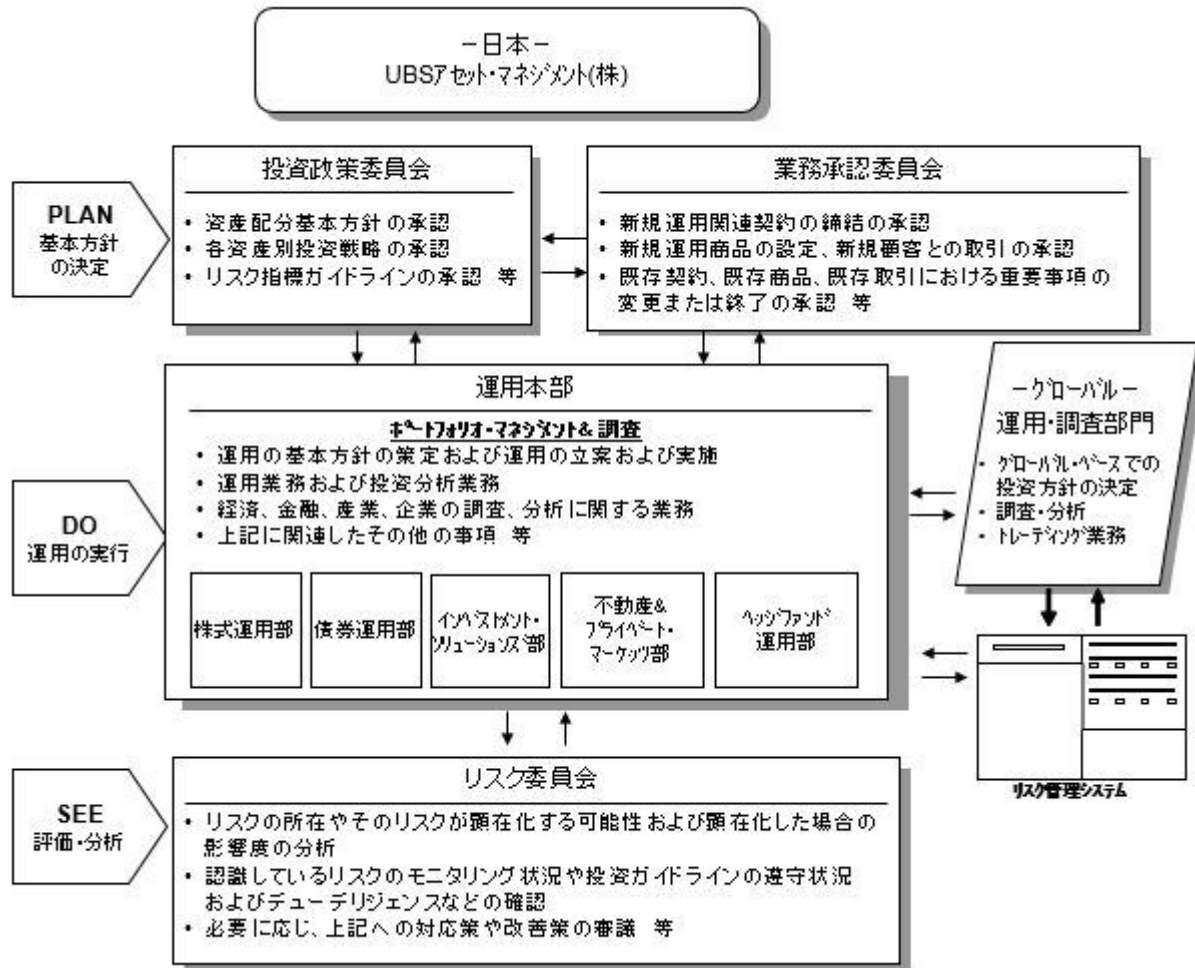 －日本－
UBSｱｾｯﾄ･ﾏﾈｼﾞﾒﾝﾄ(株)
PLAN
基本方針
の決定
投資政策委員会
・ 資産配分基本方針の承認
・ 各資産別投資戦略の承認
・ リスク指標ガイドラインの承認 等
業務承認委員会
・ 新規運用関連契約の締結の承認
・ 新規運用商品の設定、新規顧客との取引の承認
・ 既存契約、既存商品、既存取引における重要事項の
変更または終了の承認 等
DO
運用の実行
運用本部
ﾎﾟｰﾄﾌｫﾘｵ･ﾏﾈｼﾞﾒﾝﾄ& 調査
・ 運用の基本方針の策定および運用の立案および実施
・ 運用業務および投資分析業務
・ 経済、金融、産業、企業の調査、分析に関する業務
・ 上記に関連したその他の事項 等
株式運用部
債券運用部
ｲﾝﾍﾞｽﾄﾒﾝﾄ･
ｿﾘｭｰｼｮﾝｽﾞ部
不動産&
ﾌﾟﾗｲﾍﾞｰﾄ･
ﾏｰｹｯﾂ部
ﾍｯｼﾞﾌｧﾝﾄﾞ
運用部
－ｸﾞﾛｰﾊﾞﾙ－
運用･調査部門
・ ｸﾞﾛｰﾊﾞﾙ･ﾍﾞｰｽでの
投資方針の決定
・ 調査･分析
・ ﾄﾚｰﾃﾞｨﾝｸﾞ業務
リスク管理システム
SEE
評価･分析
リスク委員会
・ リスクの所在やそのリスクが顕在化する可能性および顕在化した場合の
影響度の分析
・ 認識しているリスクのモニタリング状況や投資ガイドラインの遵守状況
およびデューデリジェンスなどの確認
・ 必要に応じ、上記への対応策や改善策の審議 等